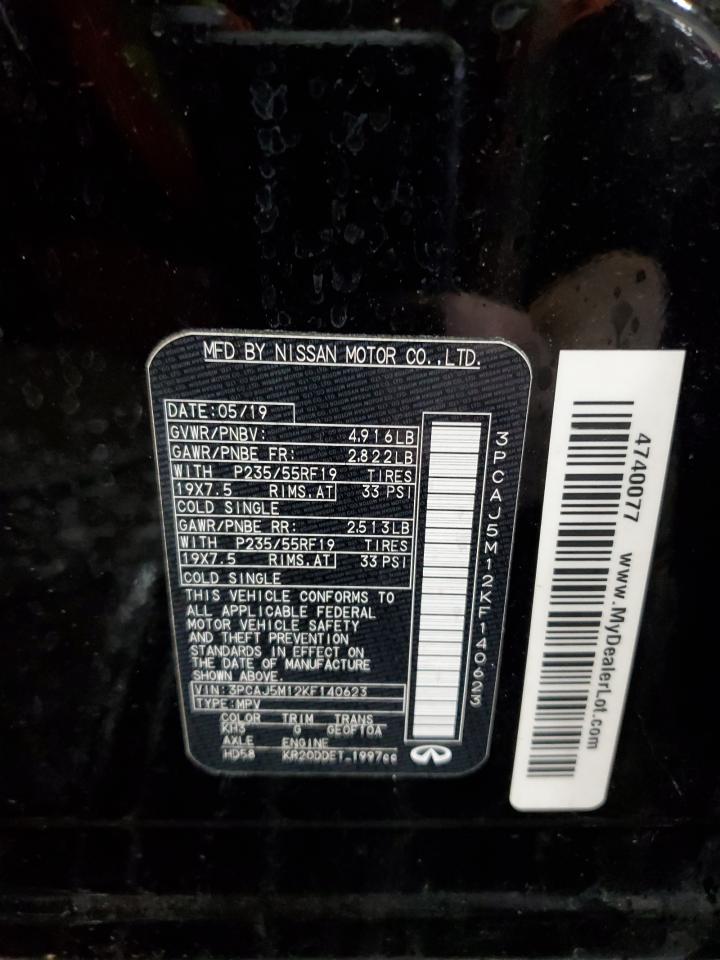 MFD BY NISSAN MOTOR CO.,LTD.
DATE:05/19
GVWR/PNBV: 4,916LB
GAWR/PNBE FR: 2,822LB
WITH P235/55RF19 TIRES
19X7.5 RIMS.AT 33 PSI
COLD SINGLE
GAWR/PNBE RR: 2,513LB
WITH P235/55RF19 TIRES
19X7.5 RIMS.AT 33 PSI
COLD SINGLE
THIS VEHICLE CONFORMS TO
ALL APPLICABLE FEDERAL
MOTOR VEHICLE SAFETY
AND THEFT PREVENTION
STANDARDS IN EFFECT ON
THE DATE OF MANUFACTURE
SHOWN ABOVE.
VIN:3PCAJ5M12KF140623
TYPE:MPV
COLOR TRIM TRANS
KH3 G GE0F10A
AXLE ENGINE
HD58 KR20DDET-1997cc
3PCAJ5M12KF140623
4740077 www.MyDealerLot.com